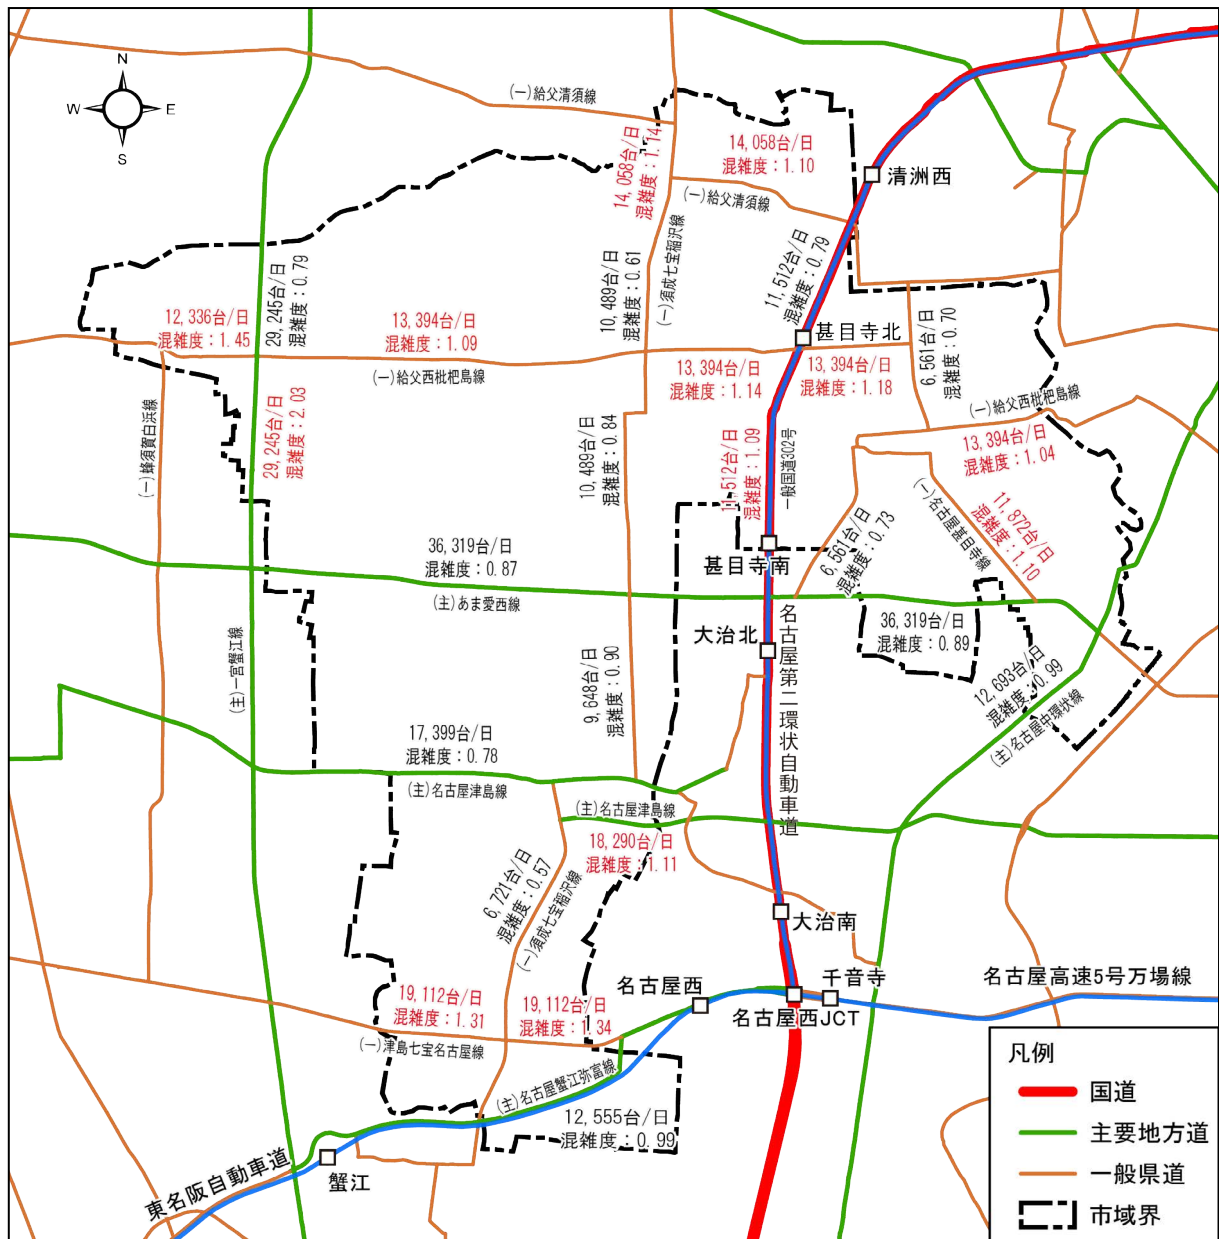 N
W
E
S
(一)給父清須線
14,058台/日
混雑度：1.14
14,058台/日
混雑度：1.10
(一)給父清須線
清洲西
29,245台/日
混雑度：0.79
10,489台/日
混雑度：0.61
(一)須成七宝稲沢線
11,512台/日
混雑度：0.79
12,336台/日
混雑度：1.45
13,394台/日
混雑度：1.09
(一)給父西枇杷島線
甚目寺北
6,561台/日
混雑度：0.70
13,394台/日
混雑度：1.14
13,394台/日
混雑度：1.18
(一)蜂須賀白浜線
29,245台/日
混雑度：2.03
10,489台/日
混雑度：0.84
11,512台/日
混雑度：1.09
一般国道302号
(一)給父西枇杷島線
13,394台/日
混雑度：1.04
(一)名古屋甚目寺線
11,872台/日
混雑度：1.10
6,561台/日
混雑度：0.73
36,319台/日
混雑度：0.87
(主)あま愛西線
甚目寺南
大治北
名古屋第二環状自動車道
36,319台/日
混雑度：0.89
(主)一宮蟹江線
9,648台/日
混雑度：0.90
12,693台/日
混雑度：0.99
(主)名古屋中環状線
17,399台/日
混雑度：0.78
(主)名古屋津島線
(主)名古屋津島線
18,290台/日
混雑度：1.11
6,721台/日
混雑度：0.57
(一)須成七宝稲沢線
大治南
千音寺
名古屋西
名古屋西JCT
名古屋高速5号万場線
19,112台/日
混雑度：1.31
19,112台/日
混雑度：1.34
(一)津島七宝名古屋線
(主)名古屋蟹江弥富線
12,555台/日
混雑度：0.99
東名阪自動車道
蟹江
凡例
国道
主要地方道
一般県道
市域界